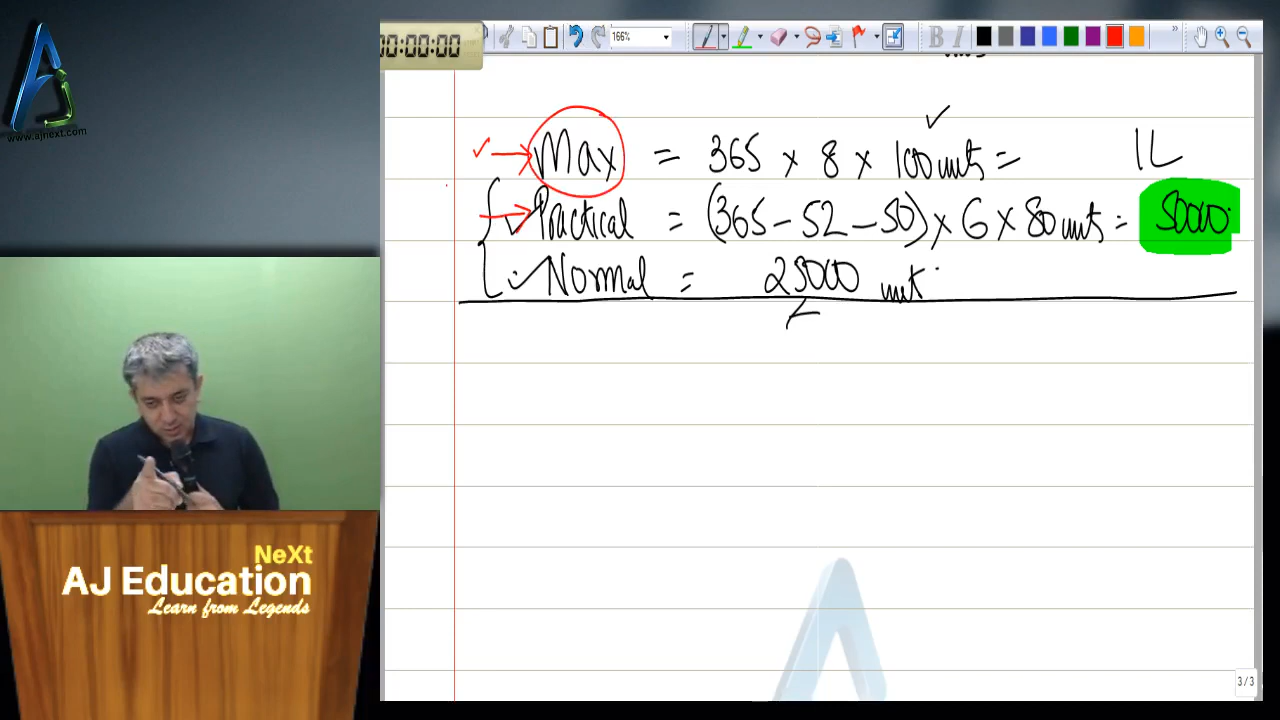 00:00:00
166%
B I
www.ajnext.com
Max = 365 × 8 × 100 units = 1L
Practical = (365 - 52 - 50) × 6 × 80 units = 50000
Normal = 25000 unit
NeXt
AJ Education
Learn from Legends
3/3